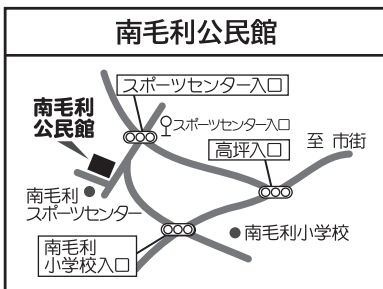 南毛利公民館
スポーツセンター入口
南毛利
公民館
スポーツセンター入口
至 市街
高坪入口
南毛利
スポーツセンター
南毛利小学校
南毛利
小学校入口